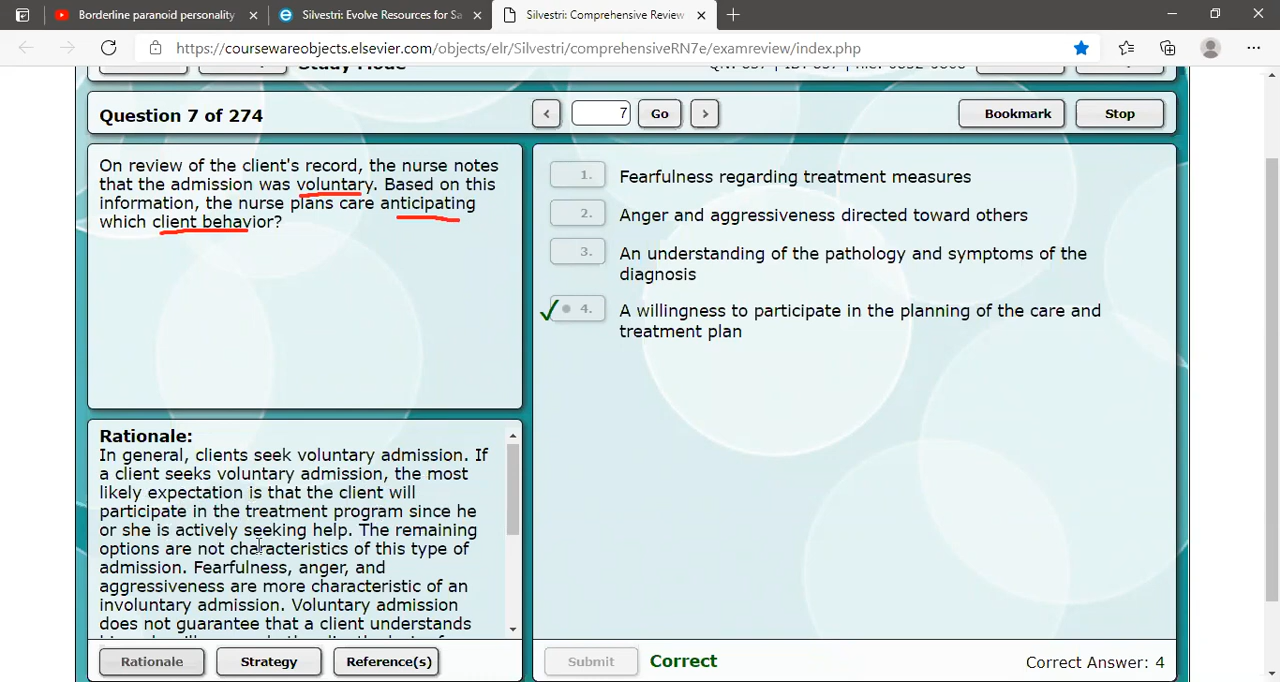 Borderline paranoid personality
Silvestri: Evolve Resources for Sa
Silvestri: Comprehensive Review
https://coursewareobjects.elsevier.com/objects/elr/Silvestri/comprehensiveRN7e/examreview/index.php
Study Mode
Question 7 of 274
7
Go
Bookmark
Stop
On review of the client's record, the nurse notes
that the admission was voluntary. Based on this
information, the nurse plans care anticipating
which client behavior?
1. Fearfulness regarding treatment measures
2. Anger and aggressiveness directed toward others
3. An understanding of the pathology and symptoms of the
diagnosis
4. A willingness to participate in the planning of the care and
treatment plan
Rationale:
In general, clients seek voluntary admission. If
a client seeks voluntary admission, the most
likely expectation is that the client will
participate in the treatment program since he
or she is actively seeking help. The remaining
options are not characteristics of this type of
admission. Fearfulness, anger, and
aggressiveness are more characteristic of an
involuntary admission. Voluntary admission
does not guarantee that a client understands
Rationale
Strategy
Reference(s)
Submit
Correct
Correct Answer: 4